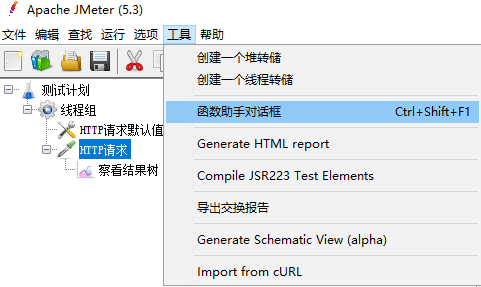 Apache JMeter (5.3)
文件 编辑 查找 运行 选项 工具 帮助
创建一个堆转储
创建一个线程转储
函数助手对话框 Ctrl+Shift+F1
Generate HTML report
Compile JSR223 Test Elements
导出交换报告
Generate Schematic View (alpha)
Import from cURL
测试计划
线程组
HTTP请求默认值
HTTP请求
察看结果树